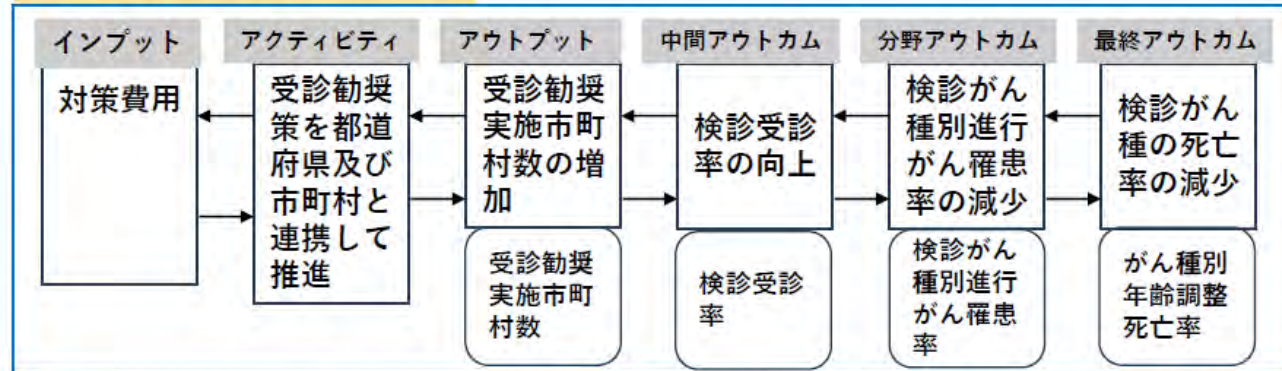 インプット
対策費用
アクティビティ
受診勧奨
策を都道
府県及び
市町村と
連携して
推進
アウトプット
受診勧奨
実施市町
村数の増
加
受診勧奨
実施市町
村数
中間アウトカム
検診受診
率の向上
検診受診
率
分野アウトカム
検診がん
種別進行
がん罹患
率の減少
検診がん
種別進行
がん罹患
率
最終アウトカム
検診がん
種の死亡
率の減少
がん種別
年齢調整
死亡率